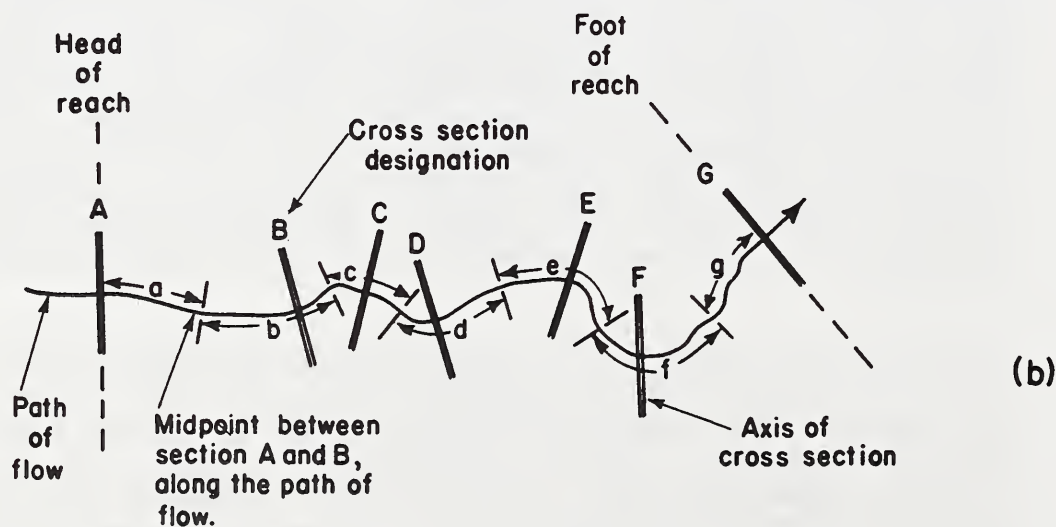 Head
of
reach
Foot
of
reach
Cross section
designation
A
B
C
D
E
F
G
a
b
c
d
e
f
g
(b)
Path
of
flow
Midpoint between
section A and B,
along the path of
flow.
Axis of
cross section